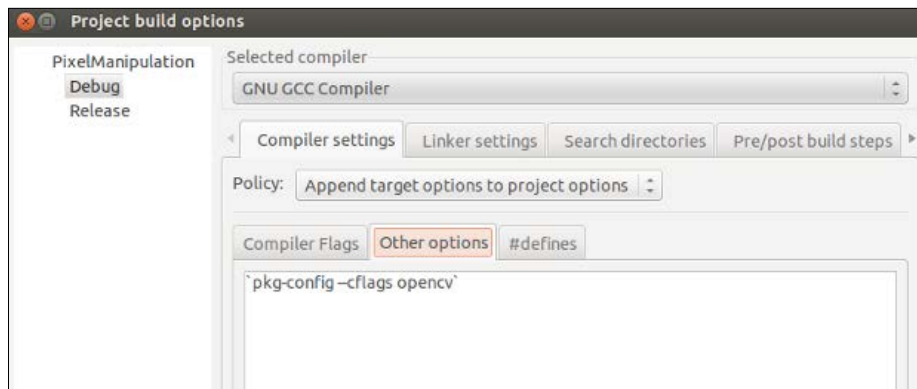 Project build options
PixelManipulation
Debug
Release
Selected compiler
GNU GCC Compiler
Compiler settings Linker settings Search directories Pre/post build steps
Policy: Append target options to project options
Compiler Flags Other options #defines
`pkg-config –cflags opencv`